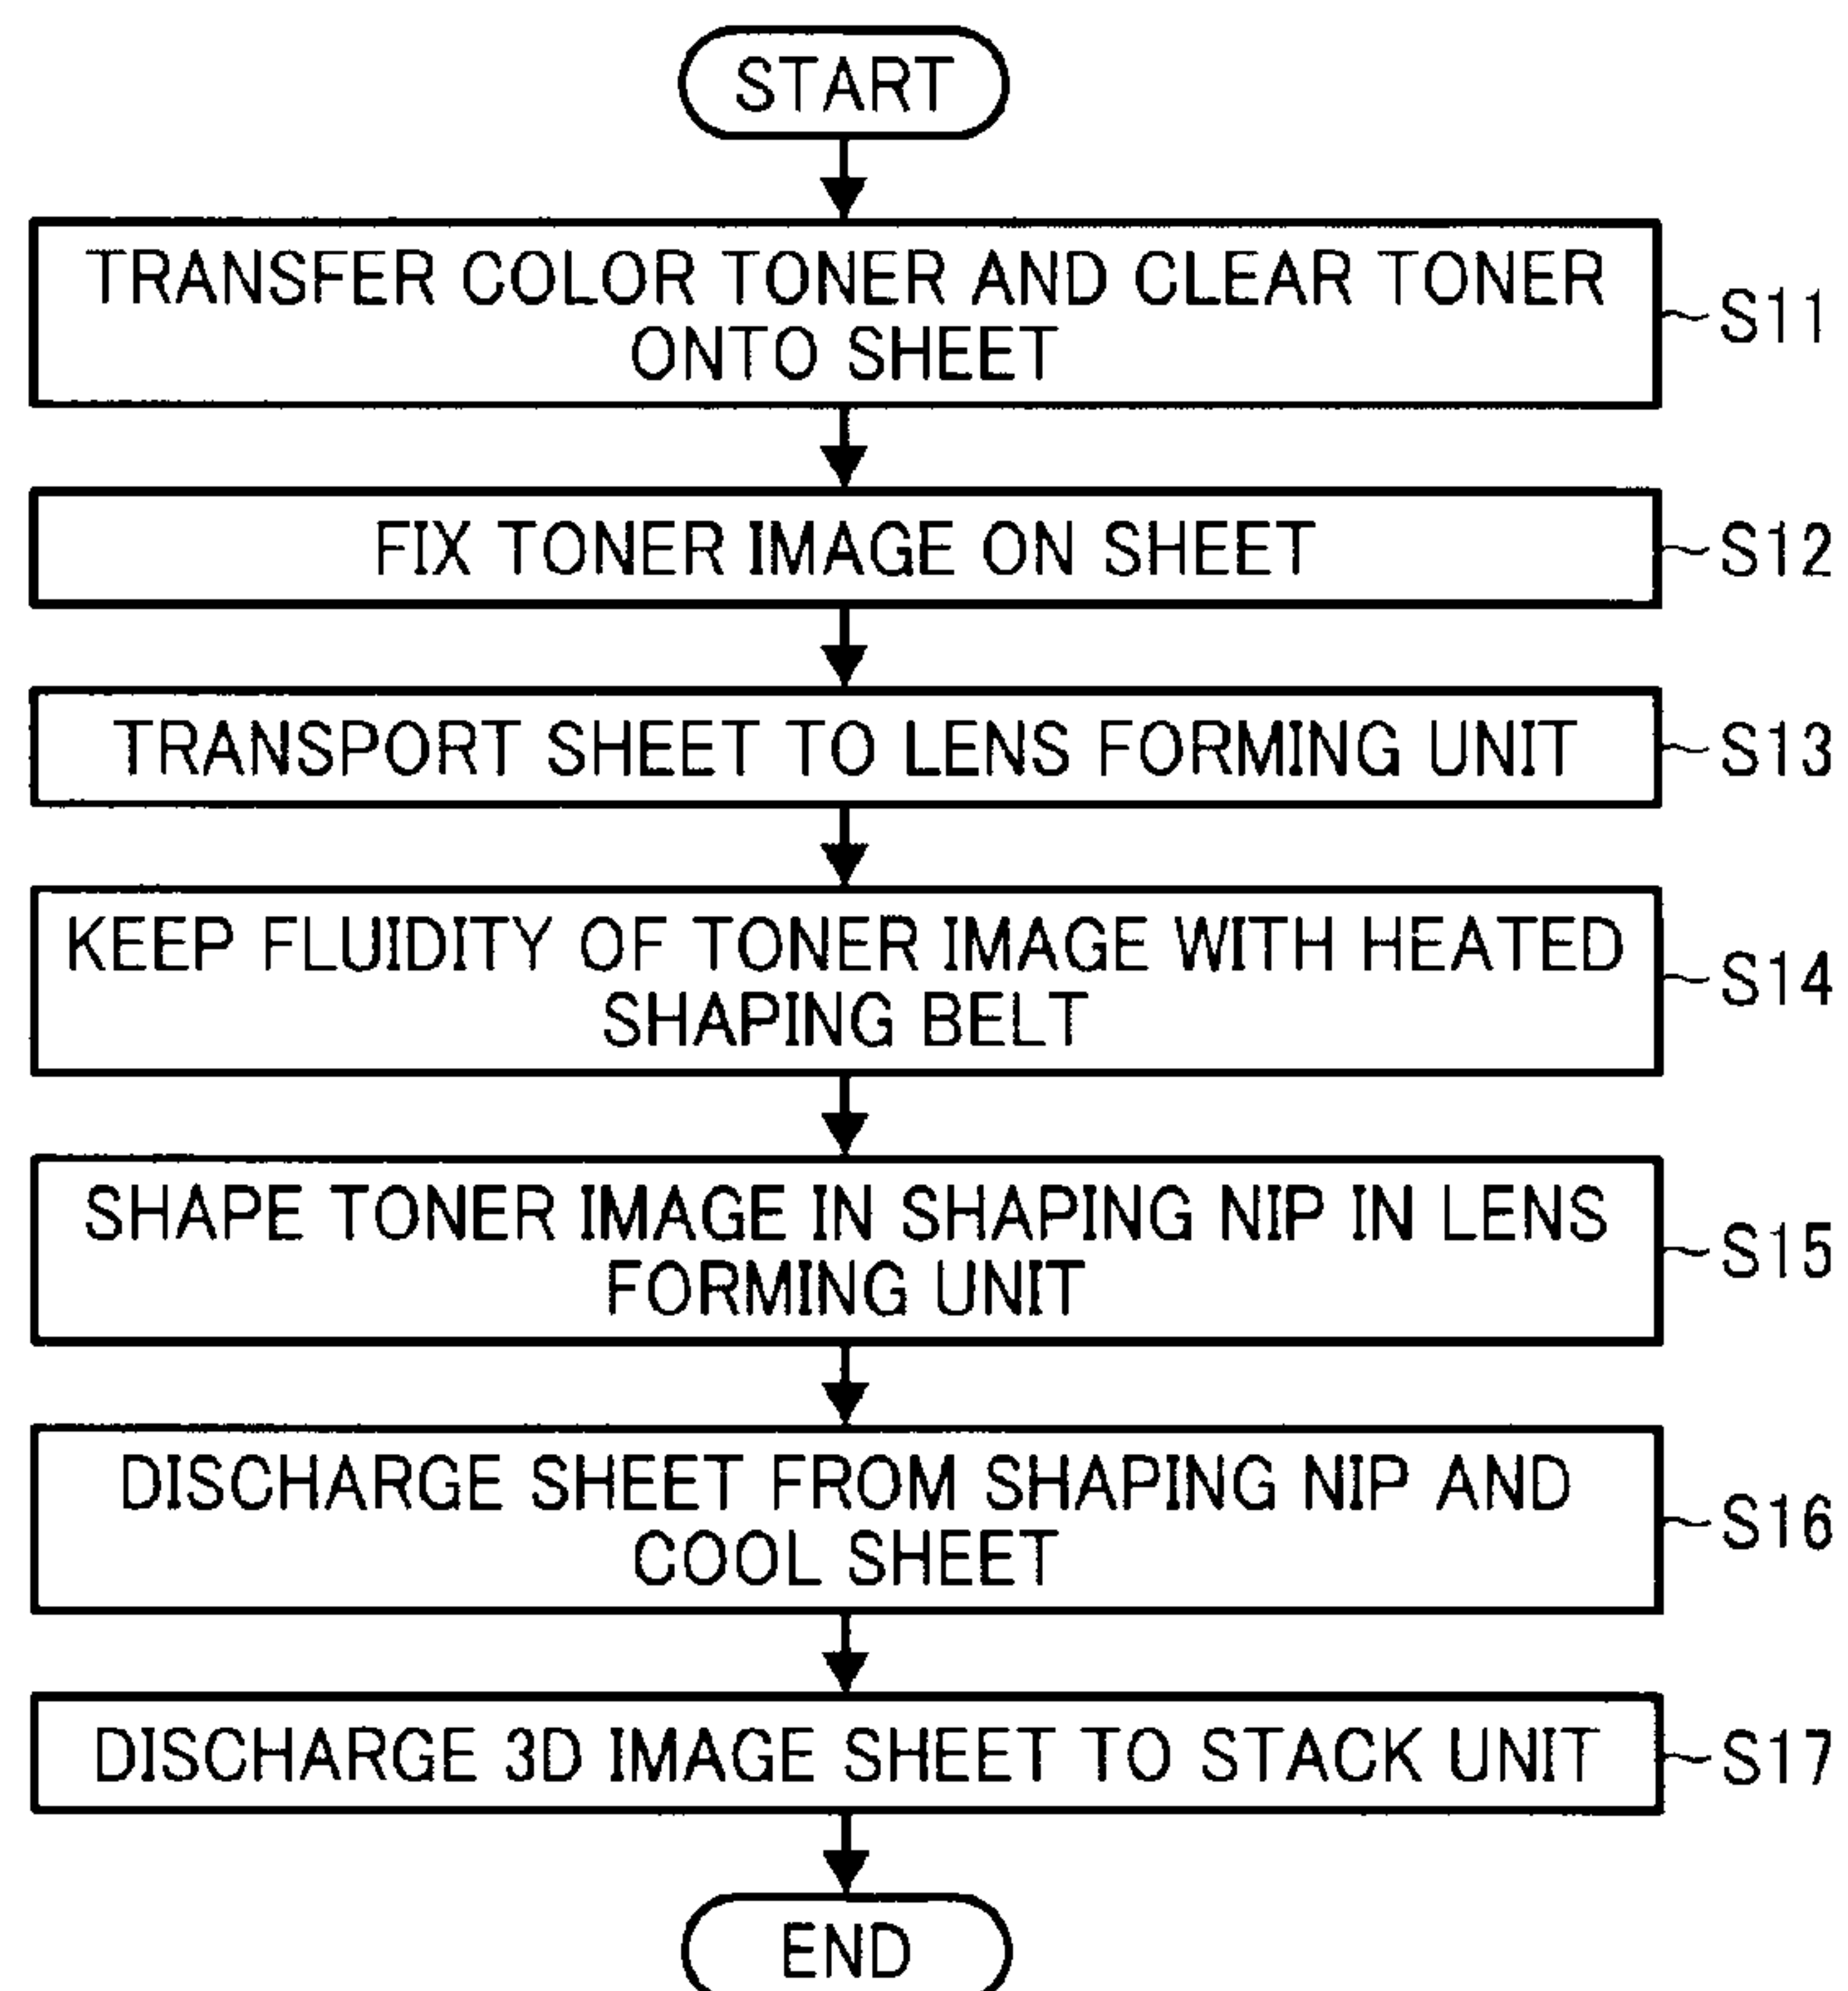 START
TRANSFER COLOR TONER AND CLEAR TONER
ONTO SHEET
S11
FIX TONER IMAGE ON SHEET
S12
TRANSPORT SHEET TO LENS FORMING UNIT
S13
KEEP FLUIDITY OF TONER IMAGE WITH HEATED
SHAPING BELT
S14
SHAPE TONER IMAGE IN SHAPING NIP IN LENS
FORMING UNIT
S15
DISCHARGE SHEET FROM SHAPING NIP AND
COOL SHEET
S16
DISCHARGE 3D IMAGE SHEET TO STACK UNIT
S17
END